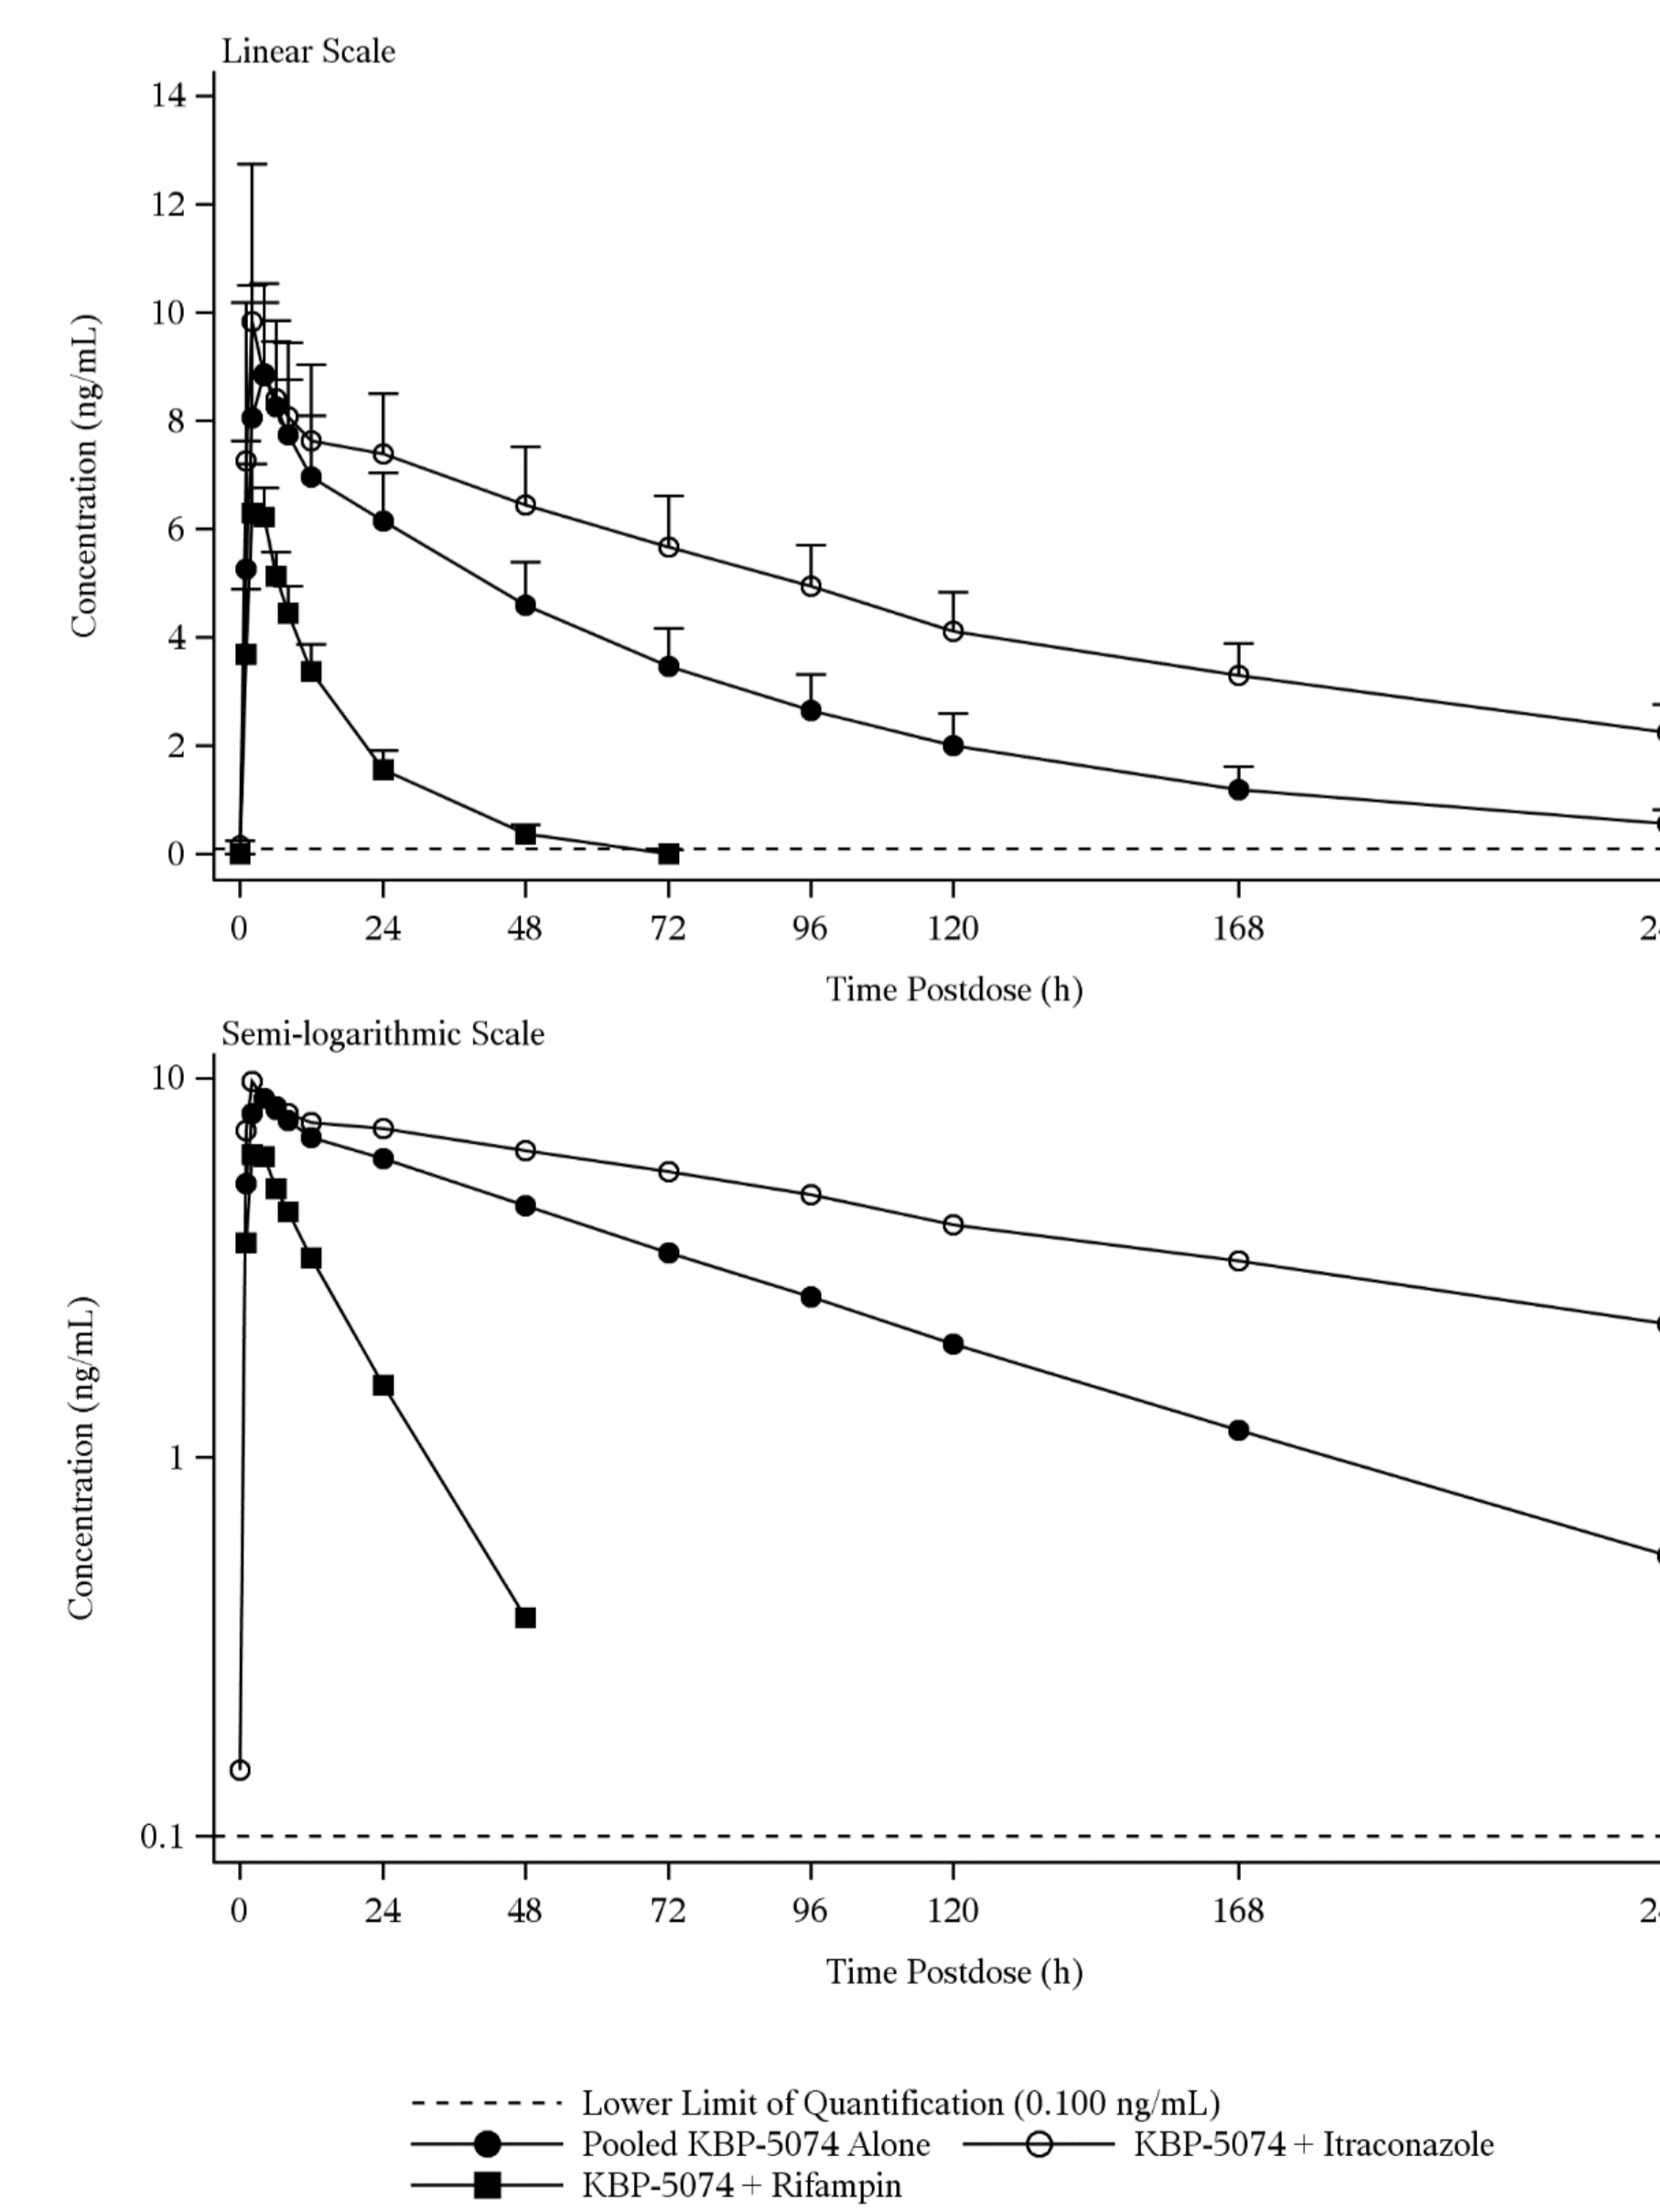 Linear Scale
14
12
10
8
6
4
2
0
Concentration (ng/mL)
0 24 48 72 96 120 168
Time Postdose (h)
Semi-logarithmic Scale
10
1
0.1
Concentration (ng/mL)
0 24 48 72 96 120 168
Time Postdose (h)
Lower Limit of Quantification (0.100 ng/mL)
Pooled KBP-5074 Alone KBP-5074 + Itraconazole
KBP-5074 + Rifampin